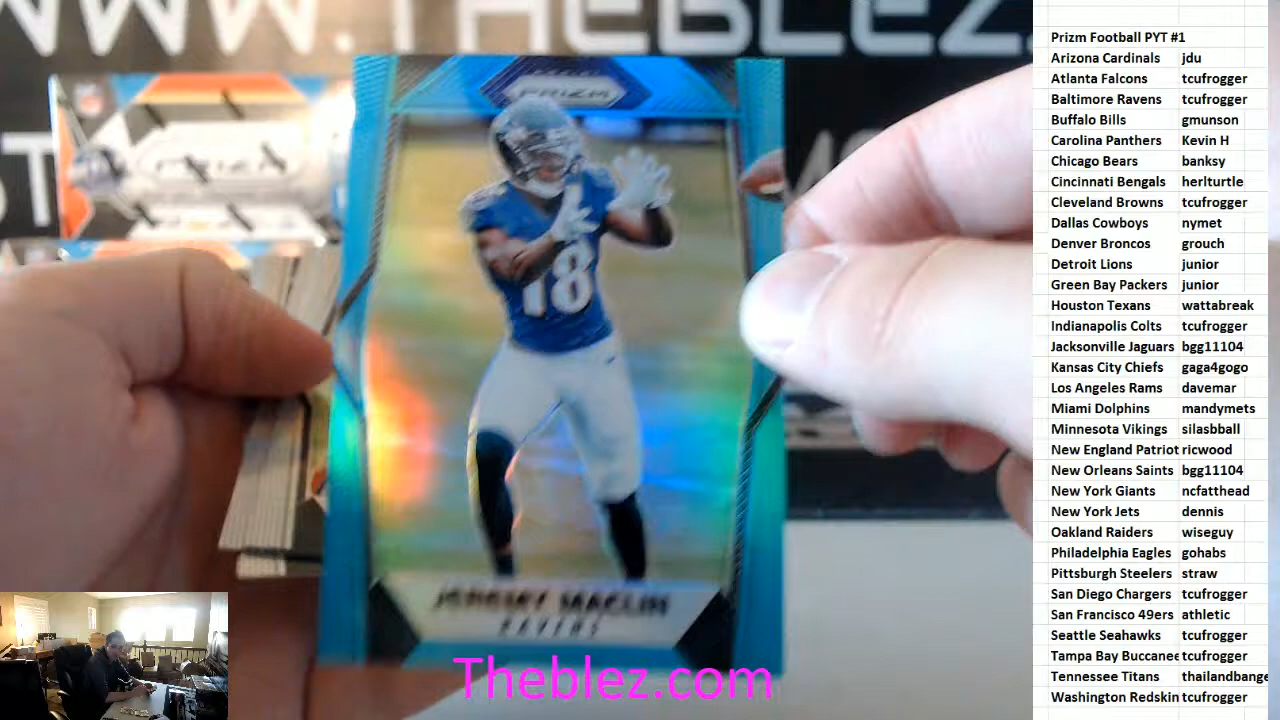 WWW.THEBLEZ.
PRIZM
PRIZM
18
JEREMY MACLIN
RAVENS
Theblez.com
Prizm Football PYT #1
Arizona Cardinals jdu
Atlanta Falcons tcufrogger
Baltimore Ravens tcufrogger
Buffalo Bills gmunson
Carolina Panthers Kevin H
Chicago Bears banksy
Cincinnati Bengals herlturtle
Cleveland Browns tcufrogger
Dallas Cowboys nymet
Denver Broncos grouch
Detroit Lions junior
Green Bay Packers junior
Houston Texans wattabreak
Indianapolis Colts tcufrogger
Jacksonville Jaguars bgg11104
Kansas City Chiefs gaga4gogo
Los Angeles Rams davemar
Miami Dolphins mandymets
Minnesota Vikings silasbball
New England Patriot ricwood
New Orleans Saints bgg11104
New York Giants ncfatthead
New York Jets dennis
Oakland Raiders wiseguy
Philadelphia Eagles gohabs
Pittsburgh Steelers straw
San Diego Chargers tcufrogger
San Francisco 49ers athletic
Seattle Seahawks tcufrogger
Tampa Bay Buccanee tcufrogger
Tennessee Titans thailandbange
Washington Redskin tcufrogger